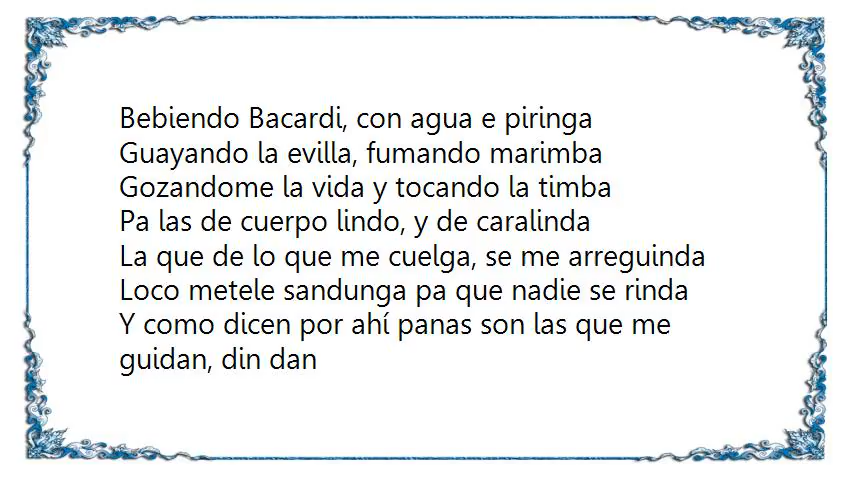 Bebiendo Bacardi, con agua e piringa
Guayando la evilla, fumando marimba
Gozandome la vida y tocando la timba
Pa las de cuerpo lindo, y de caralinda
La que de lo que me cuelga, se me arreguinda
Loco metele sandunga pa que nadie se rinda
Y como dicen por ahí panas son las que me
guidan, din dan